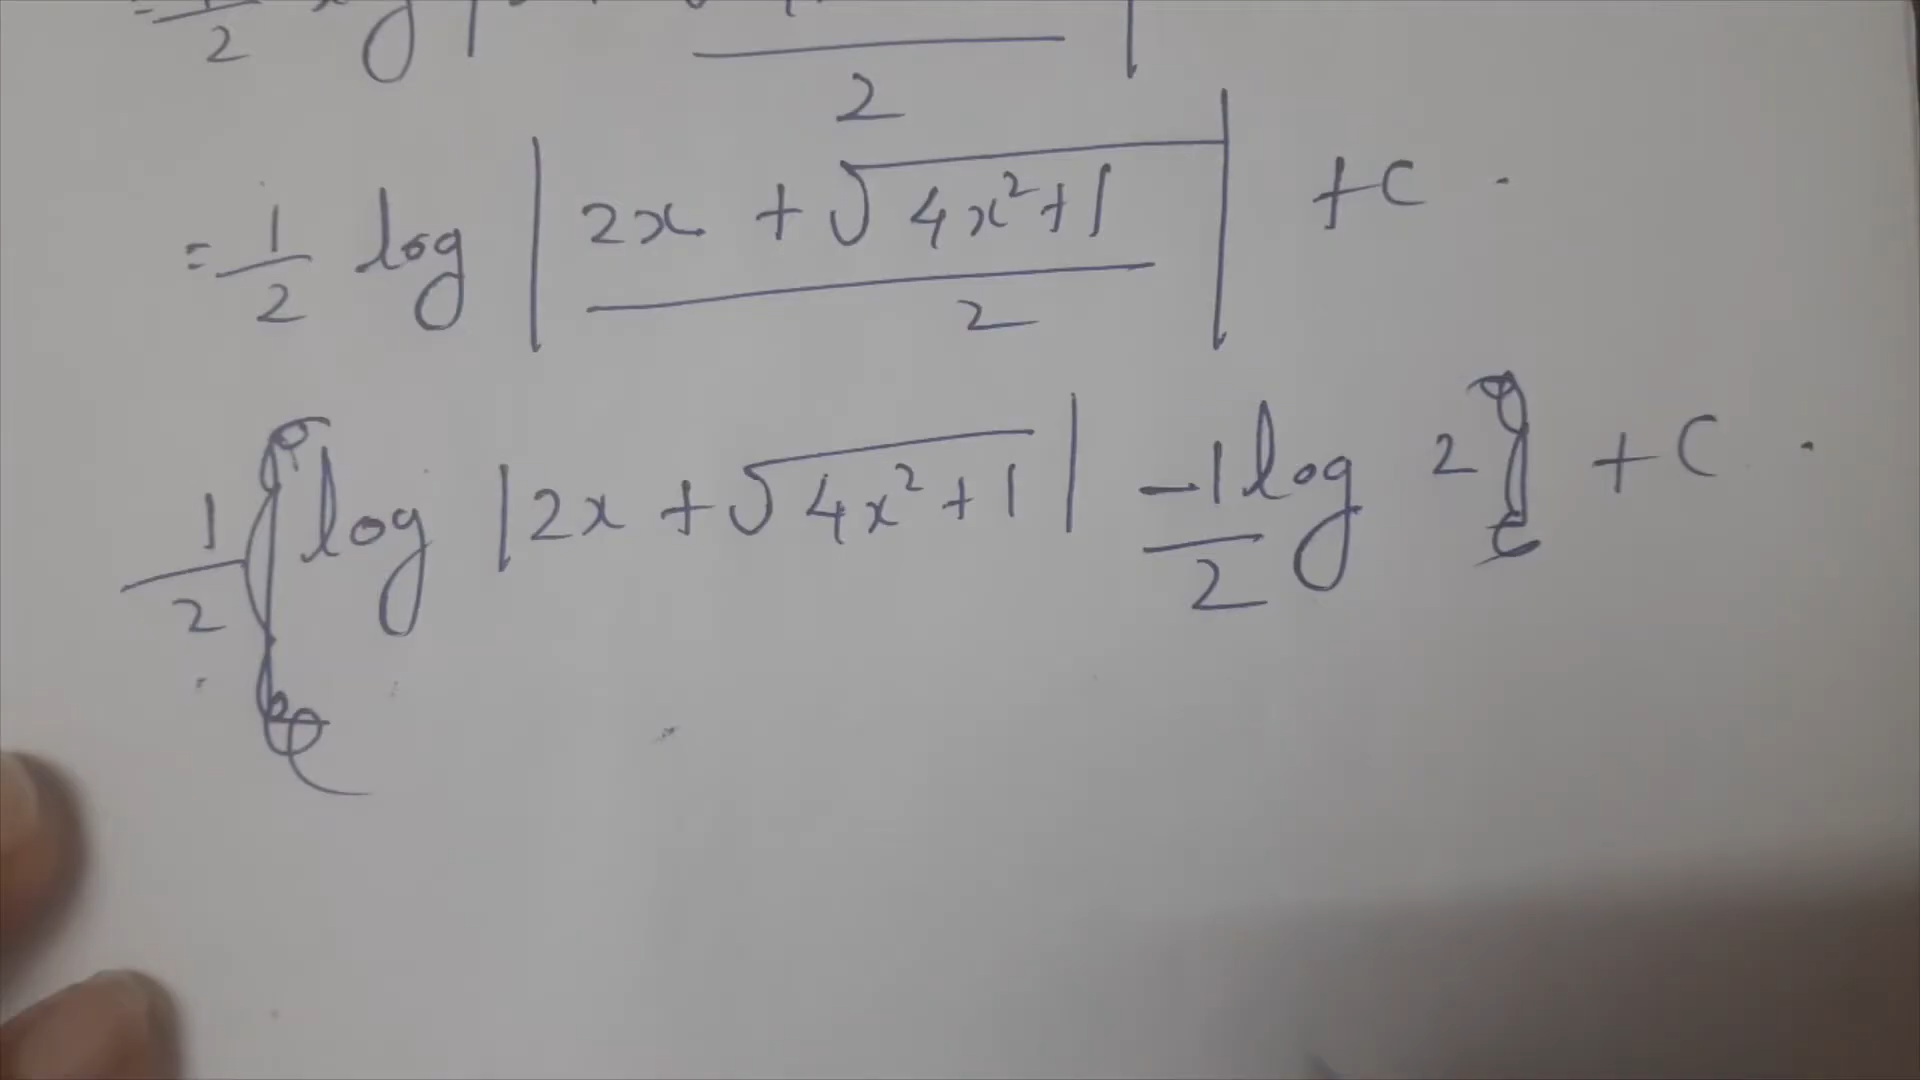 = 1/2 log | (2x + √(4x² + 1)) / 2 | + C .
1/2 { log |2x + √(4x² + 1)| -1/2 log 2 } + C .